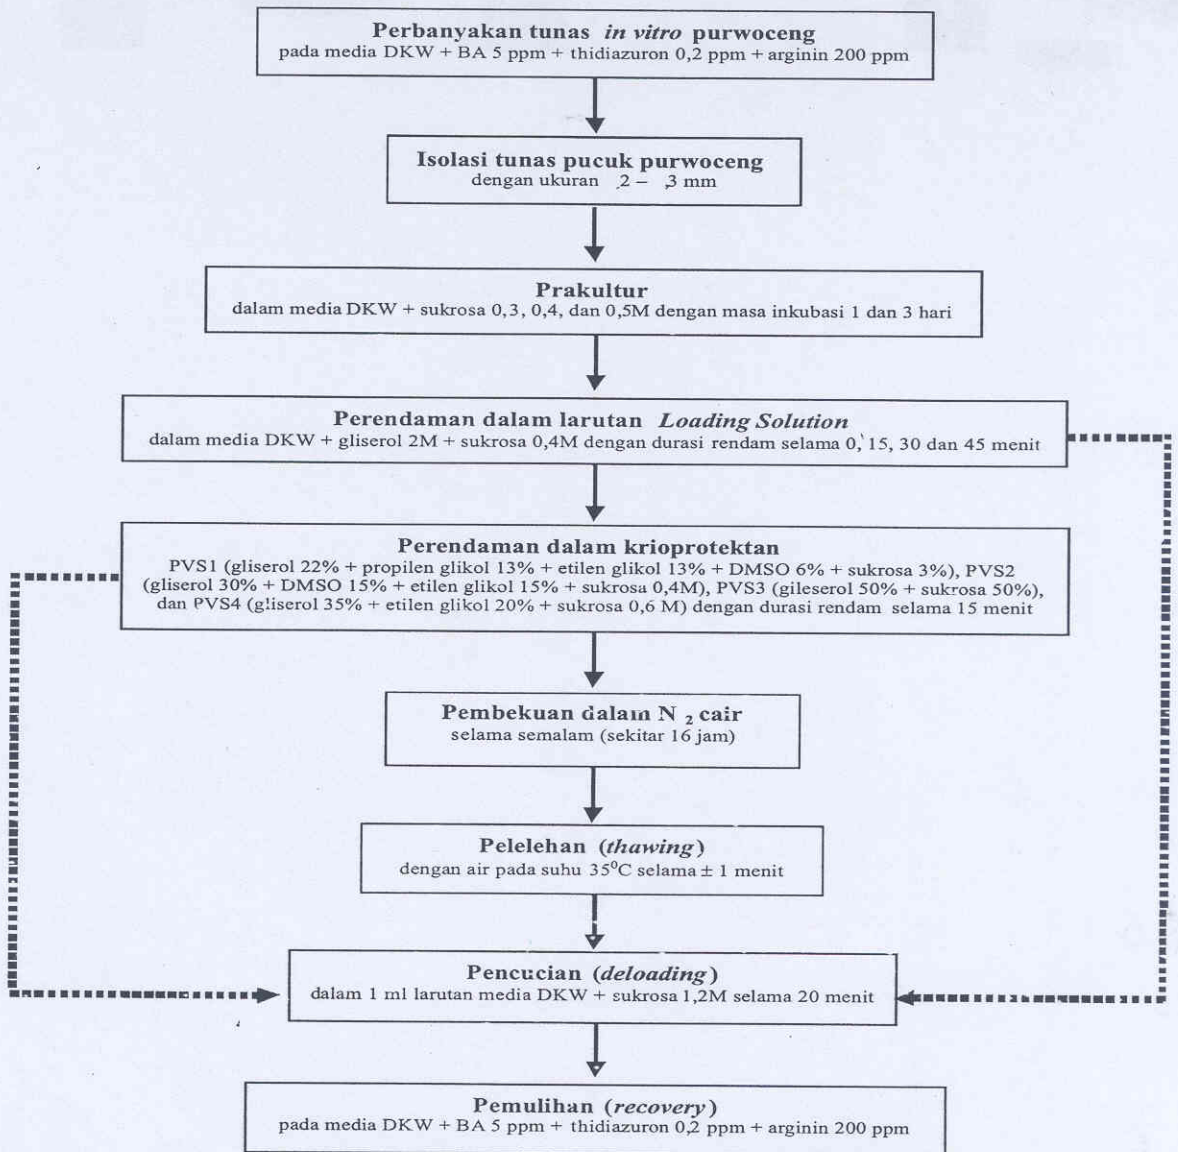 Perbanyakan tunas in vitro purwoceng
pada media DKW + BA 5 ppm + thidiazuron 0,2 ppm + arginin 200 ppm
Isolasi tunas pucuk purwoceng
dengan ukuran 2 – 3 mm
Prakultur
dalam media DKW + sukrosa 0,3, 0,4, dan 0,5M dengan masa inkubasi 1 dan 3 hari
Perendaman dalam larutan Loading Solution
dalam media DKW + gliserol 2M + sukrosa 0,4M dengan durasi rendam selama 0, 15, 30 dan 45 menit
Perendaman dalam krioprotektan
PVS1 (gliserol 22% + propilen glikol 13% + etilen glikol 13% + DMSO 6% + sukrosa 3%), PVS2
(gliserol 30% + DMSO 15% + etilen glikol 15% + sukrosa 0,4M), PVS3 (gileserol 50% + sukrosa 50%),
dan PVS4 (gliserol 35% + etilen glikol 20% + sukrosa 0,6 M) dengan durasi rendam selama 15 menit
Pembekuan dalam N 2 cair
selama semalam (sekitar 16 jam)
Pelelehan (thawing)
dengan air pada suhu 35⁰C selama ± 1 menit
Pencucian (deloading)
dalam 1 ml larutan media DKW + sukrosa 1,2M selama 20 menit
Pemulihan (recovery)
pada media DKW + BA 5 ppm + thidiazuron 0,2 ppm + arginin 200 ppm